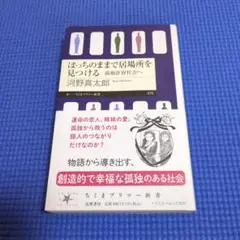 ぼっちのままで居場所を
見つける 孤独許容社会へ
河野真太郎
ちくまプリマー新書
運命の恋人、姉妹の愛。
孤独から救うのは
個人のつながり
だけなのか?
物語から導き出す、
創造的で幸福な孤独のある社会
ちくまプリマー新書